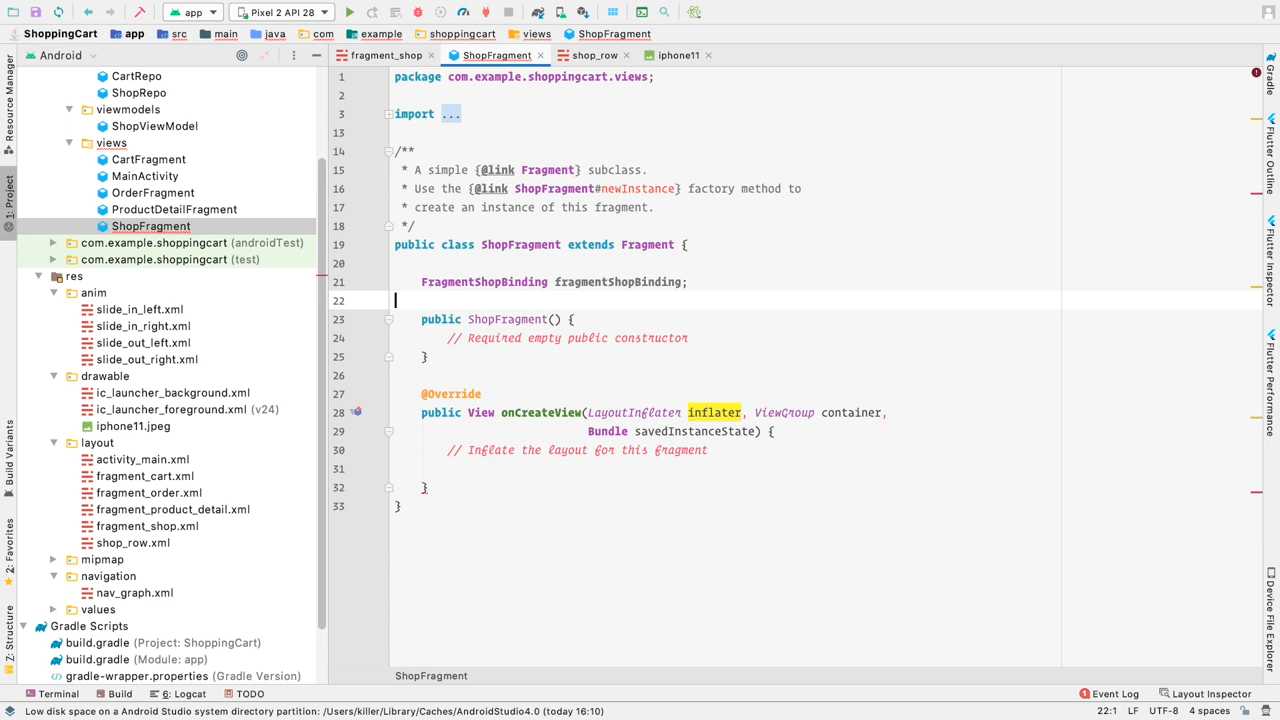 app
Pixel 2 API 28
ShoppingCart
app
src
main
java
com
example
shoppingcart
views
ShopFragment
Android
fragment_shop
ShopFragment
shop_row
iphone11
Resource Manager
1: Project
Build Variants
2: Favorites
7: Structure
CartRepo
ShopRepo
viewmodels
ShopViewModel
views
CartFragment
MainActivity
OrderFragment
ProductDetailFragment
ShopFragment
com.example.shoppingcart (androidTest)
com.example.shoppingcart (test)
res
anim
slide_in_left.xml
slide_in_right.xml
slide_out_left.xml
slide_out_right.xml
drawable
ic_launcher_background.xml
ic_launcher_foreground.xml (v24)
iphone11.jpeg
layout
activity_main.xml
fragment_cart.xml
fragment_order.xml
fragment_product_detail.xml
fragment_shop.xml
shop_row.xml
mipmap
navigation
nav_graph.xml
values
Gradle Scripts
build.gradle (Project: ShoppingCart)
build.gradle (Module: app)
gradle-wrapper.properties (Gradle Version)
1 package com.example.shoppingcart.views;
2
3 import ...
13
14 /**
15 * A simple {@link Fragment} subclass.
16 * Use the {@link ShopFragment#newInstance} factory method to
17 * create an instance of this fragment.
18 */
19 public class ShopFragment extends Fragment {
20
21 FragmentShopBinding fragmentShopBinding;
22
23 public ShopFragment() {
24 // Required empty public constructor
25 }
26
27 @Override
28 public View onCreateView(LayoutInflater inflater, ViewGroup container,
29 Bundle savedInstanceState) {
30 // Inflate the layout for this fragment
31
32 }
33 }
ShopFragment
Gradle
Flutter Outline
Flutter Inspector
Flutter Performance
Device File Explorer
Terminal
Build
6: Logcat
TODO
1 Event Log
Layout Inspector
Low disk space on a Android Studio system directory partition: /Users/killer/Library/Caches/AndroidStudio4.0 (today 16:10)
22:1 LF UTF-8 4 spaces